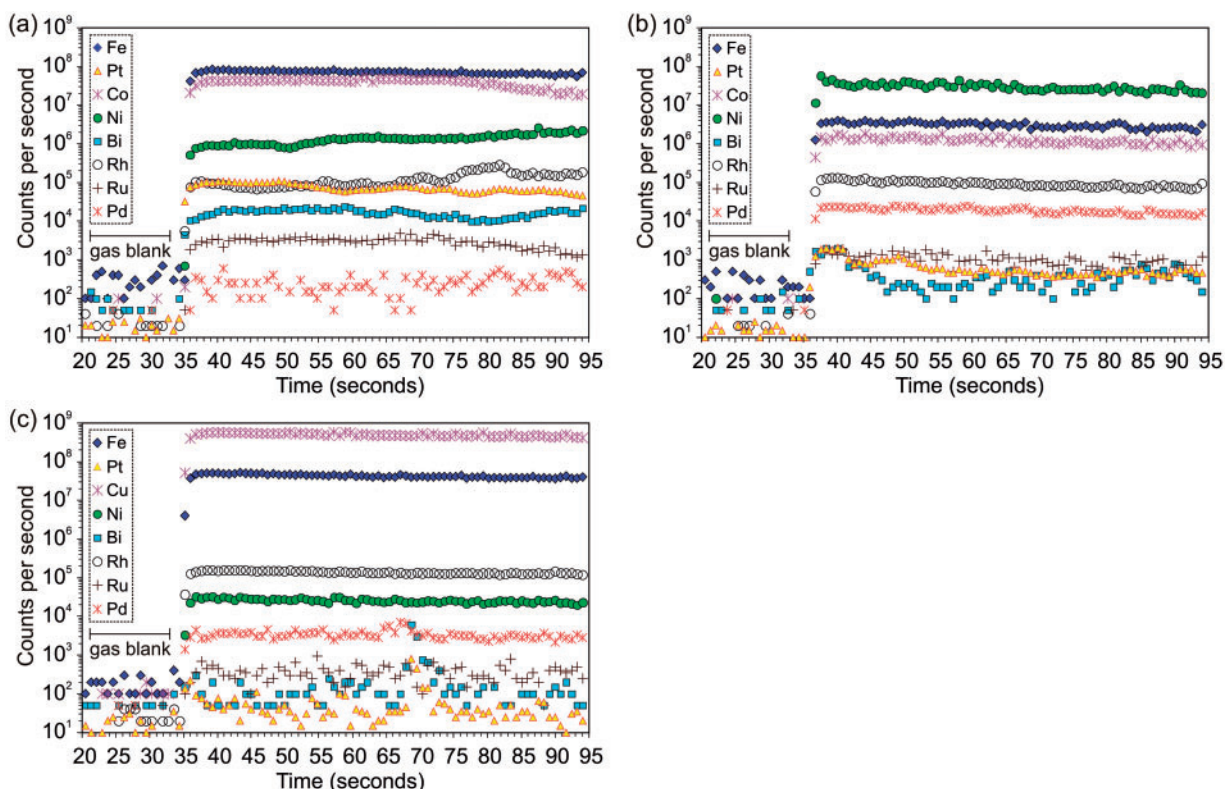 (a)
Counts per second
10⁹
10⁸
10⁷
10⁶
10⁵
10⁴
10³
10²
10¹
Fe
Pt
Co
Ni
Bi
Rh
Ru
Pd
gas blank
20 25 30 35 40 45 50 55 60 65 70 75 80 85 90 95
Time (seconds)
(b)
Counts per second
10⁹
10⁸
10⁷
10⁶
10⁵
10⁴
10³
10²
10¹
Fe
Pt
Co
Ni
Bi
Rh
Ru
Pd
gas blank
20 25 30 35 40 45 50 55 60 65 70 75 80 85 90 95
Time (seconds)
(c)
Counts per second
10⁹
10⁸
10⁷
10⁶
10⁵
10⁴
10³
10²
10¹
Fe
Pt
Cu
Ni
Bi
Rh
Ru
Pd
gas blank
20 25 30 35 40 45 50 55 60 65 70 75 80 85 90 95
Time (seconds)